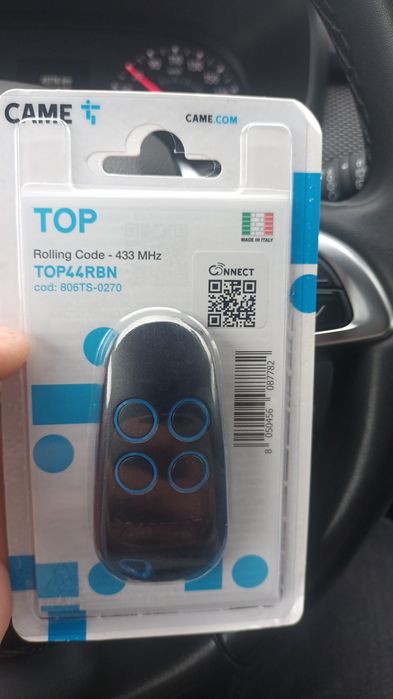 CAME
CAME.COM
TOP
MADE IN ITALY
Rolling Code - 433 MHz
TOP44RBN
cod: 806TS-0270
CONNECT
8 050456 087782